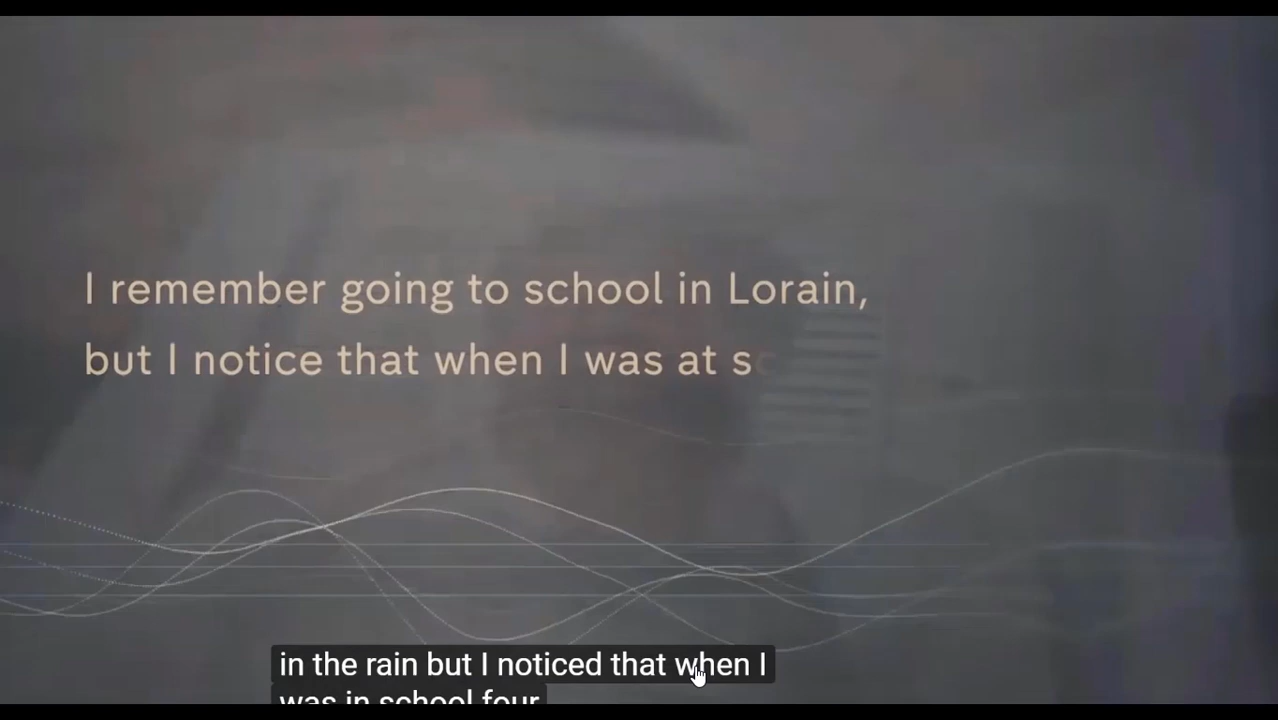 I remember going to school in Lorain,
but I notice that when I was at s
in the rain but I noticed that when I
was in school four